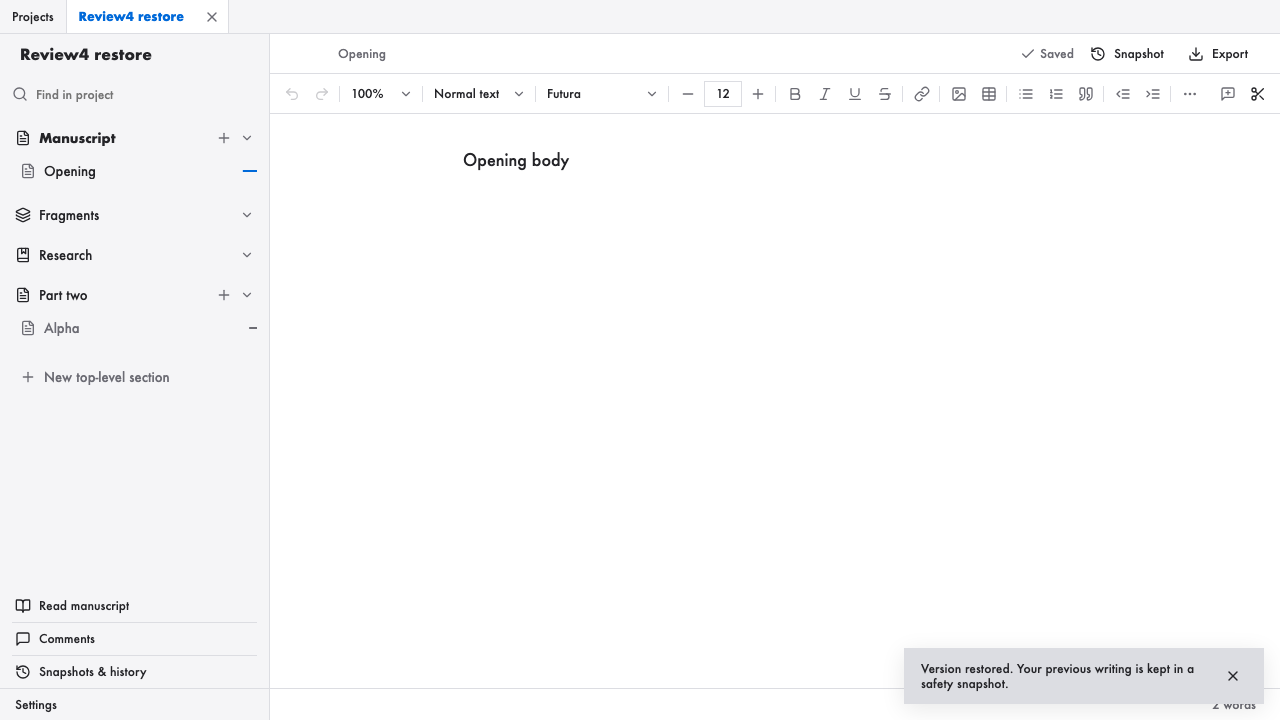 Projects
Review4 restore
Review4 restore
Find in project
Manuscript
Opening
Fragments
Research
Part two
Alpha
New top-level section
Read manuscript
Comments
Snapshots & history
Settings
Opening
Saved
Snapshot
Export
100%
Normal text
Futura
12
Opening body
Version restored. Your previous writing is kept in a
safety snapshot.
2 words